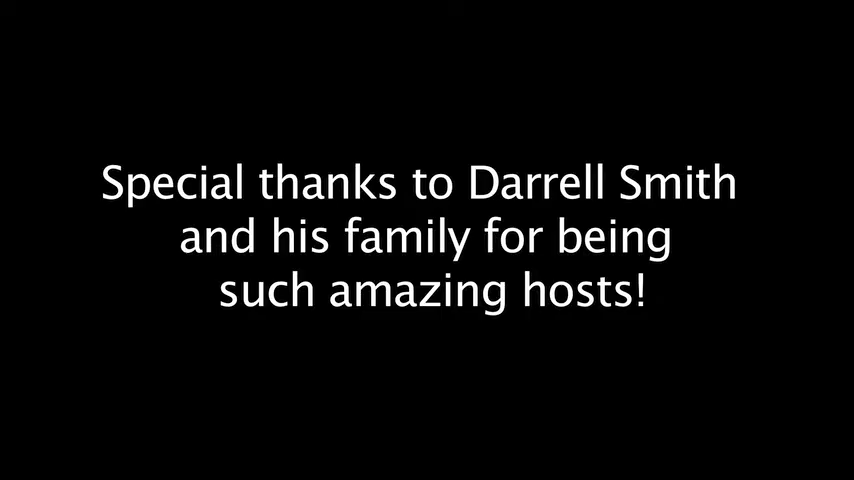 Special thanks to Darrell Smith
and his family for being
such amazing hosts!